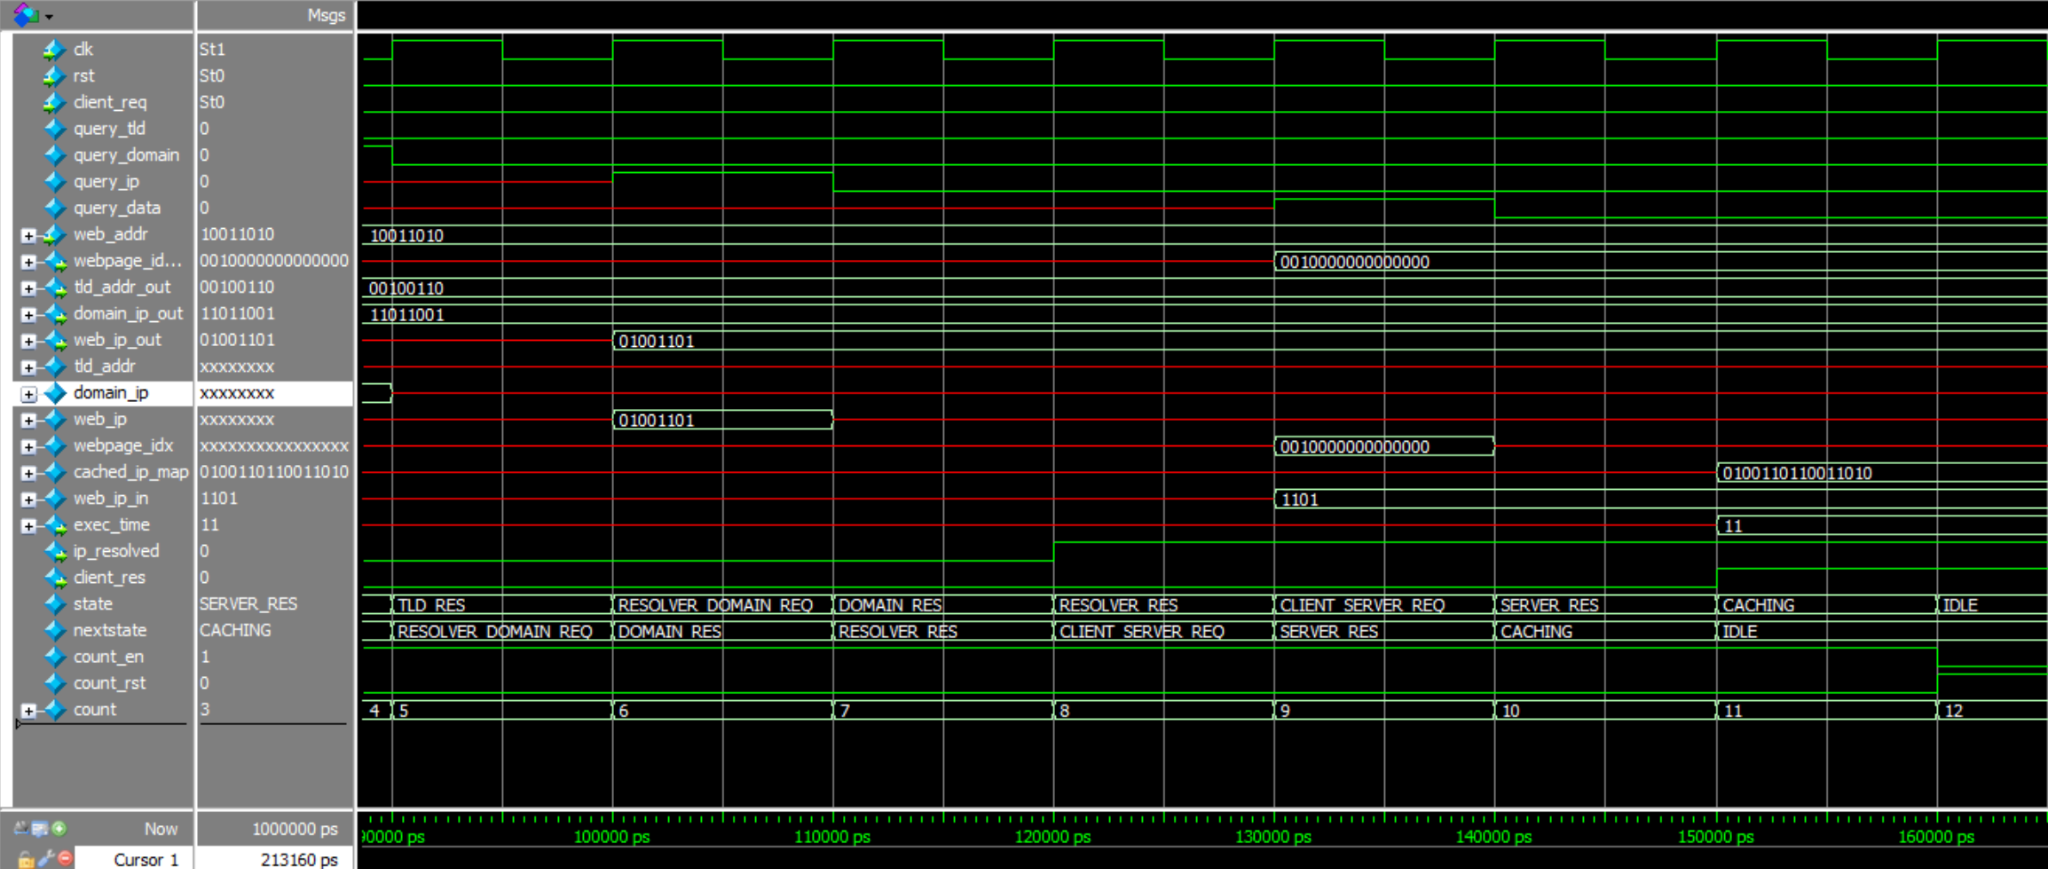 Msgs
clk St1
rst St0
client_req St0
query_tld 0
query_domain 0
query_ip 0
query_data 0
web_addr 10011010 10011010
webpage_id... 0010000000000000 0010000000000000
tld_addr_out 00100110 00100110
domain_ip_out 11011001 11011001
web_ip_out 01001101 01001101
tld_addr xxxxxxxx
domain_ip xxxxxxxx
web_ip xxxxxxxx 01001101
webpage_idx xxxxxxxxxxxxxxxx 0010000000000000
cached_ip_map 0100110110011010 0100110110011010
web_ip_in 1101 1101
exec_time 11 11
ip_resolved 0
client_res 0
state SERVER_RES TLD_RES RESOLVER_DOMAIN_REQ DOMAIN_RES RESOLVER_RES CLIENT_SERVER_REQ SERVER_RES CACHING IDLE
nextstate CACHING RESOLVER_DOMAIN_REQ DOMAIN_RES RESOLVER_RES CLIENT_SERVER_REQ SERVER_RES CACHING IDLE
count_en 1
count_rst 0
count 3 4 5 6 7 8 9 10 11 12
Now 1000000 ps 90000 ps 100000 ps 110000 ps 120000 ps 130000 ps 140000 ps 150000 ps 160000 ps
Cursor 1 213160 ps